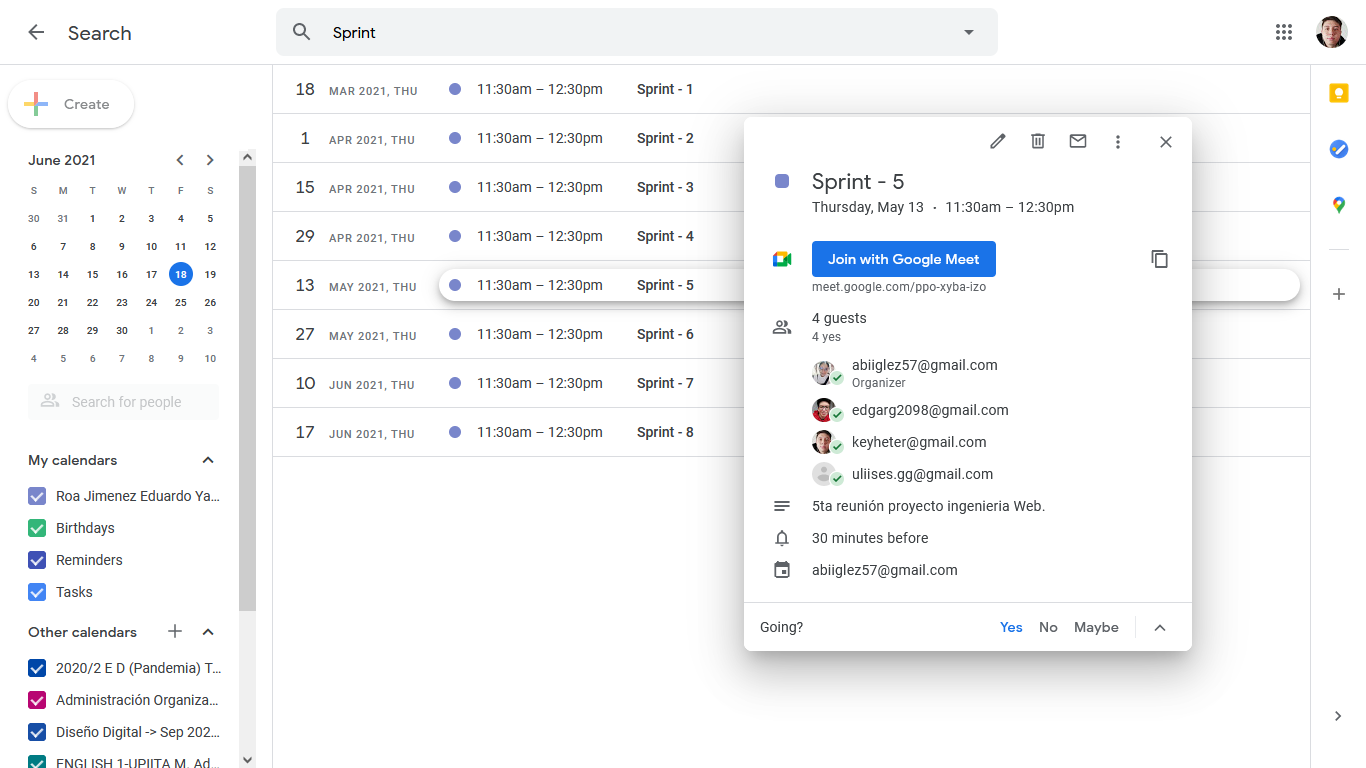 Search
Sprint
Create
June 2021
S M T W T F S
30 31 1 2 3 4 5
6 7 8 9 10 11 12
13 14 15 16 17 18 19
20 21 22 23 24 25 26
27 28 29 30 1 2 3
4 5 6 7 8 9 10
Search for people
My calendars
Roa Jimenez Eduardo Ya...
Birthdays
Reminders
Tasks
Other calendars
2020/2 E D (Pandemia) T...
Administración Organiza...
Diseño Digital -> Sep 202...
ENGLISH 1-UPIITA M. Ad...
18 MAR 2021, THU 11:30am – 12:30pm Sprint - 1
1 APR 2021, THU 11:30am – 12:30pm Sprint - 2
15 APR 2021, THU 11:30am – 12:30pm Sprint - 3
29 APR 2021, THU 11:30am – 12:30pm Sprint - 4
13 MAY 2021, THU 11:30am – 12:30pm Sprint - 5
27 MAY 2021, THU 11:30am – 12:30pm Sprint - 6
10 JUN 2021, THU 11:30am – 12:30pm Sprint - 7
17 JUN 2021, THU 11:30am – 12:30pm Sprint - 8
Sprint - 5
Thursday, May 13 · 11:30am – 12:30pm
Join with Google Meet
meet.google.com/ppo-xyba-izo
4 guests
4 yes
abiiglez57@gmail.com
Organizer
edgarg2098@gmail.com
keyheter@gmail.com
uliises.gg@gmail.com
5ta reunión proyecto ingenieria Web.
30 minutes before
abiiglez57@gmail.com
Going?
Yes No Maybe